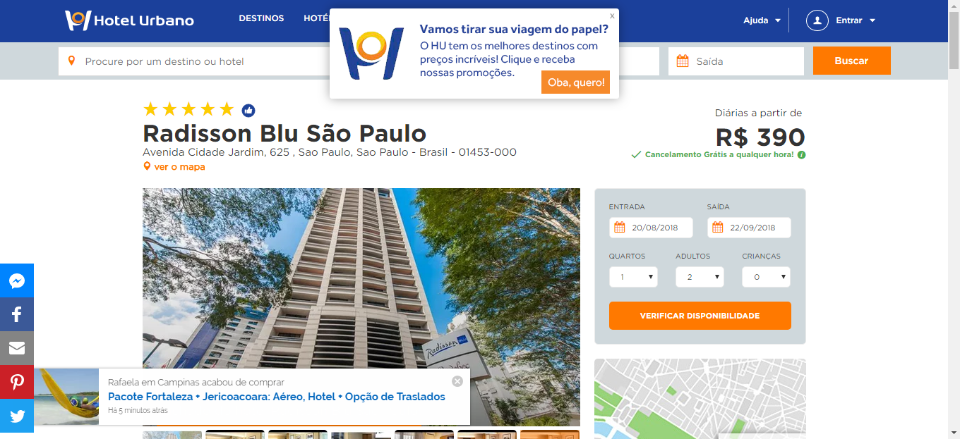 Hotel Urbano
DESTINOS
HOTÉ
Ajuda
Entrar
x
Vamos tirar sua viagem do papel?
O HU tem os melhores destinos com
preços incríveis! Clique e receba
nossas promoções.
Oba, quero!
Procure por um destino ou hotel
Saída
Buscar
Radisson Blu São Paulo
Avenida Cidade Jardim, 625 , Sao Paulo, Sao Paulo - Brasil - 01453-000
ver o mapa
Diárias a partir de
R$ 390
Cancelamento Grátis a qualquer hora!
ENTRADA
SAÍDA
20/08/2018
22/09/2018
QUARTOS
ADULTOS
CRIANÇAS
1
2
0
VERIFICAR DISPONIBILIDADE
Radisson
Rafaela em Campinas acabou de comprar
Pacote Fortaleza + Jericoacoara: Aéreo, Hotel + Opção de Traslados
Há 5 minutos atrás